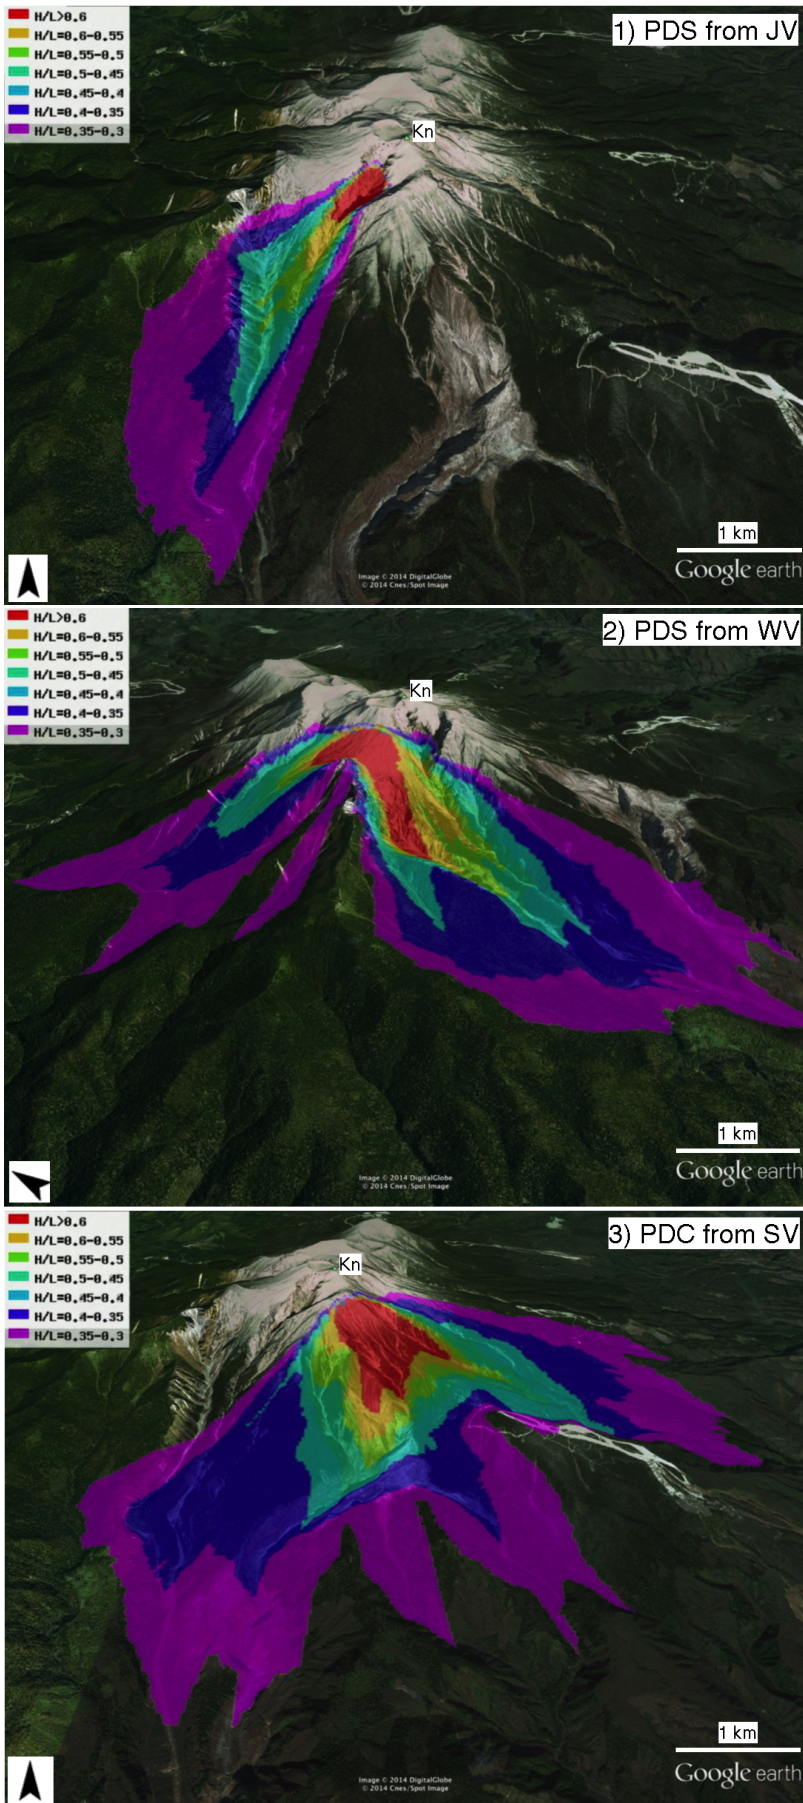 H/L>0.6
H/L=0.6-0.55
H/L=0.55-0.5
H/L=0.5-0.45
H/L=0.45-0.4
H/L=0.4-0.35
H/L=0.35-0.3
1) PDS from JV
Kn
1 km
Google earth
Image © 2014 DigitalGlobe
© 2014 Cnes/Spot Image
H/L>0.6
H/L=0.6-0.55
H/L=0.55-0.5
H/L=0.5-0.45
H/L=0.45-0.4
H/L=0.4-0.35
H/L=0.35-0.3
2) PDS from WV
Kn
1 km
Google earth
Image © 2014 DigitalGlobe
© 2014 Cnes/Spot Image
H/L>0.6
H/L=0.6-0.55
H/L=0.55-0.5
H/L=0.5-0.45
H/L=0.45-0.4
H/L=0.4-0.35
H/L=0.35-0.3
3) PDC from SV
Kn
1 km
Google earth
Image © 2014 DigitalGlobe
© 2014 Cnes/Spot Image